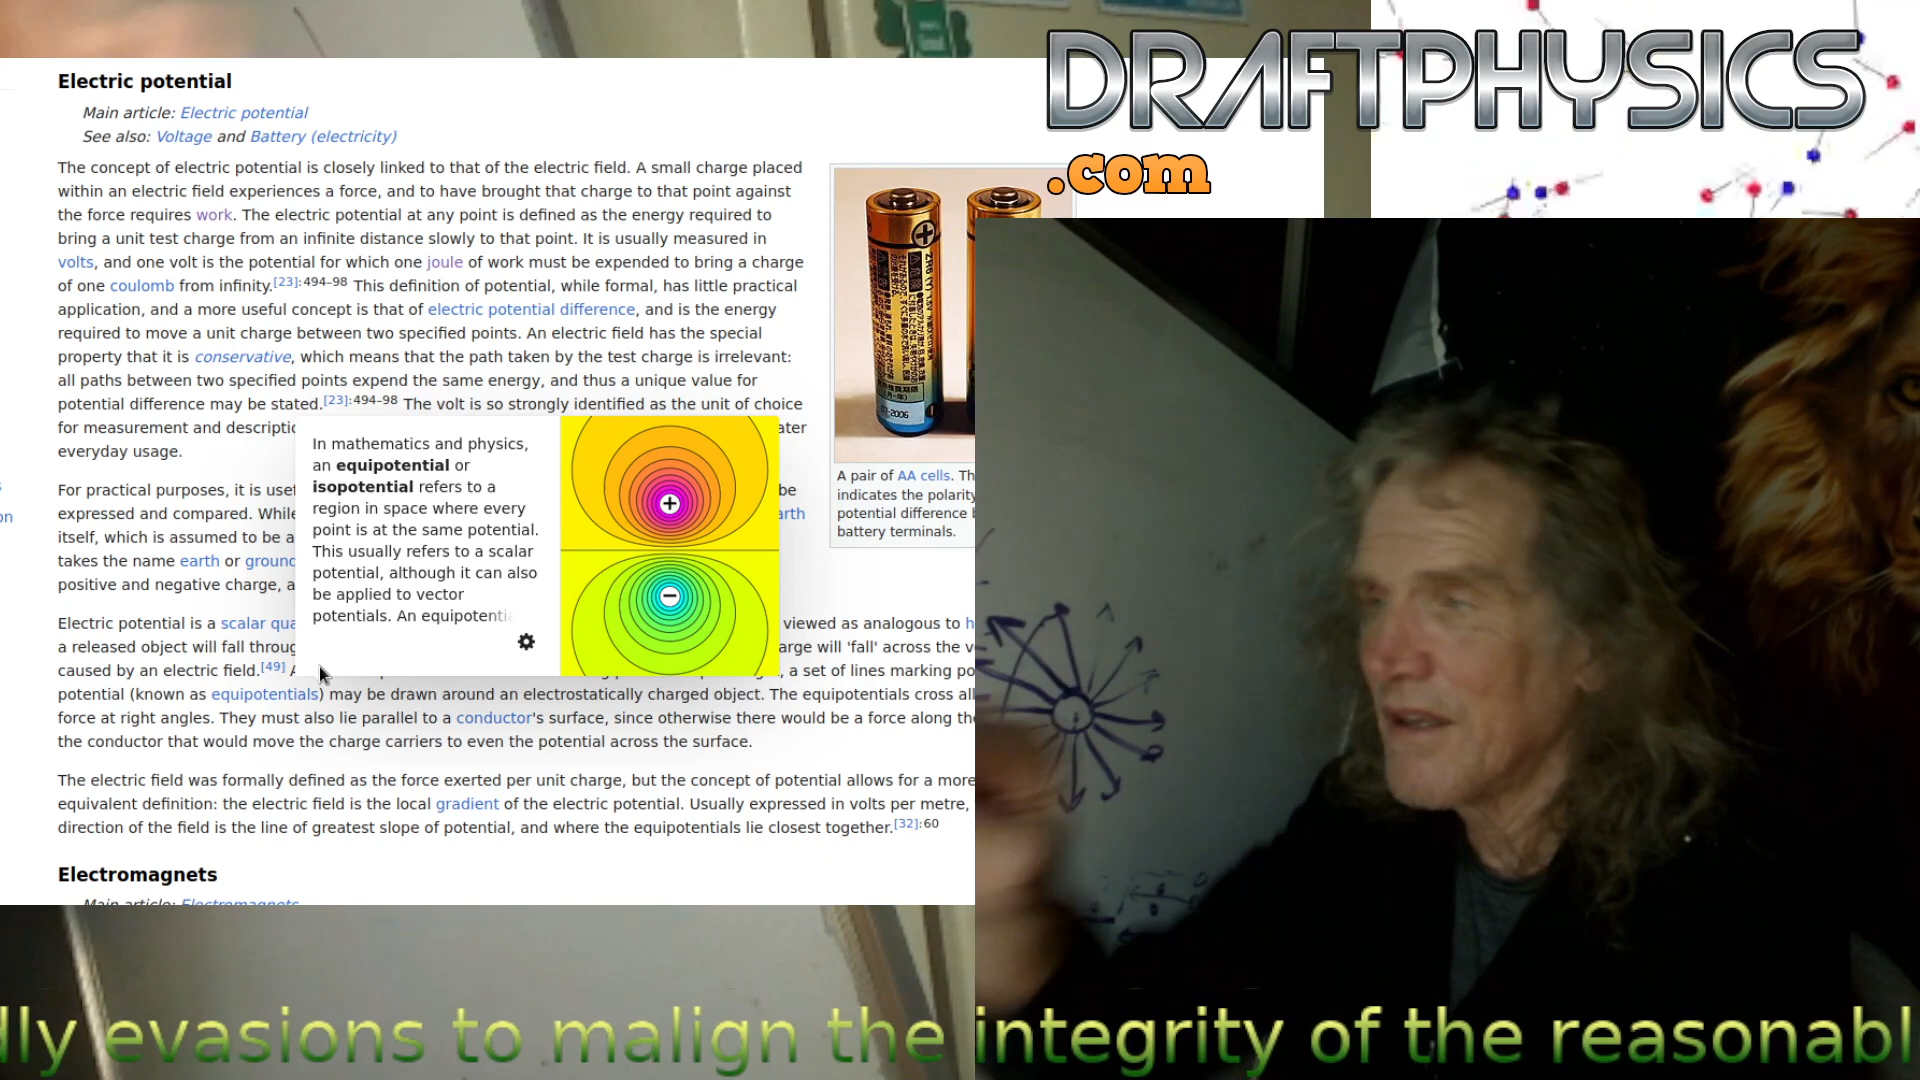 DRAFTPHYSICS
.com
Electric potential
Main article: Electric potential
See also: Voltage and Battery (electricity)
The concept of electric potential is closely linked to that of the electric field. A small charge placed
within an electric field experiences a force, and to have brought that charge to that point against
the force requires work. The electric potential at any point is defined as the energy required to
bring a unit test charge from an infinite distance slowly to that point. It is usually measured in
volts, and one volt is the potential for which one joule of work must be expended to bring a charge
of one coulomb from infinity.[23]:494–98 This definition of potential, while formal, has little practical
application, and a more useful concept is that of electric potential difference, and is the energy
required to move a unit charge between two specified points. An electric field has the special
property that it is conservative, which means that the path taken by the test charge is irrelevant:
all paths between two specified points expend the same energy, and thus a unique value for
potential difference may be stated.[23]:494–98 The volt is so strongly identified as the unit of choice
for measurement and descriptio
ater
everyday usage.
For practical purposes, it is usef
be
expressed and compared. While
arth
itself, which is assumed to be a
takes the name earth or ground
positive and negative charge, a
Electric potential is a scalar qua
viewed as analogous to h
a released object will fall throug
arge will 'fall' across the v
caused by an electric field.[49] A
, a set of lines marking po
potential (known as equipotentials) may be drawn around an electrostatically charged object. The equipotentials cross all
force at right angles. They must also lie parallel to a conductor's surface, since otherwise there would be a force along the
the conductor that would move the charge carriers to even the potential across the surface.
The electric field was formally defined as the force exerted per unit charge, but the concept of potential allows for a more
equivalent definition: the electric field is the local gradient of the electric potential. Usually expressed in volts per metre,
direction of the field is the line of greatest slope of potential, and where the equipotentials lie closest together.[32]:60
Electromagnets
Main article: Electromagnets
In mathematics and physics,
an equipotential or
isopotential refers to a
region in space where every
point is at the same potential.
This usually refers to a scalar
potential, although it can also
be applied to vector
potentials. An equipotenti
+
−
A pair of AA cells. Th
indicates the polarity
potential difference b
battery terminals.
dly evasions to malign the integrity of the reasonabl